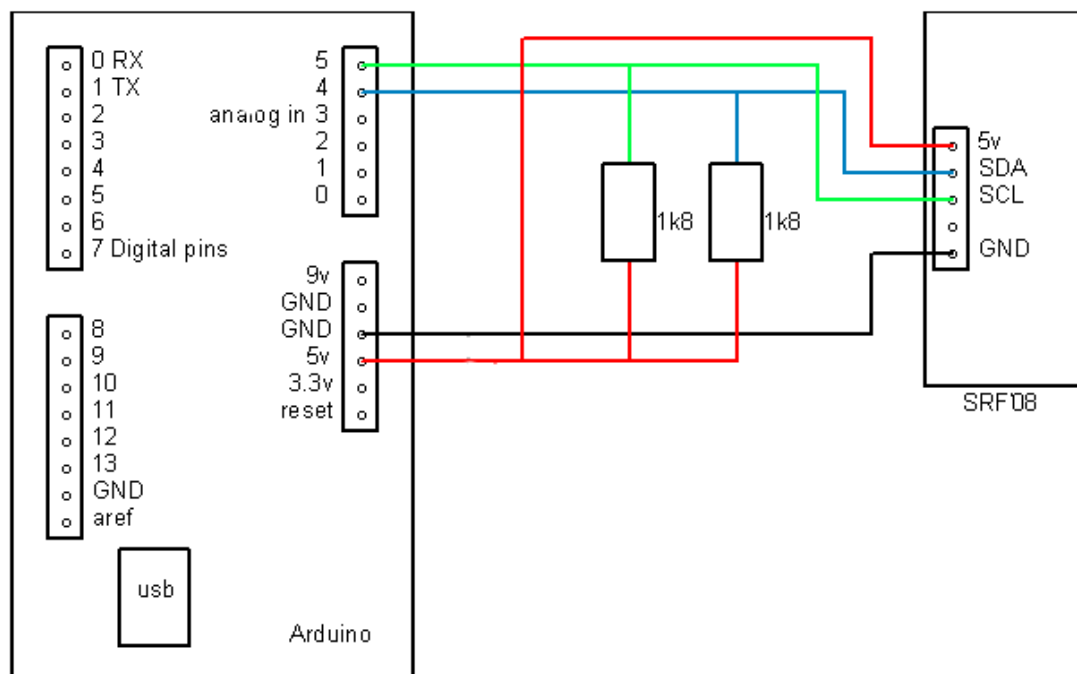 0 RX
1 TX
2
3
4
5
6
7 Digital pins
8
9
10
11
12
13
GND
aref
usb
Arduino
5
4
analog in 3
2
1
0
9v
GND
GND
5v
3.3v
reset
1k8
1k8
5v
SDA
SCL
GND
SRF'08